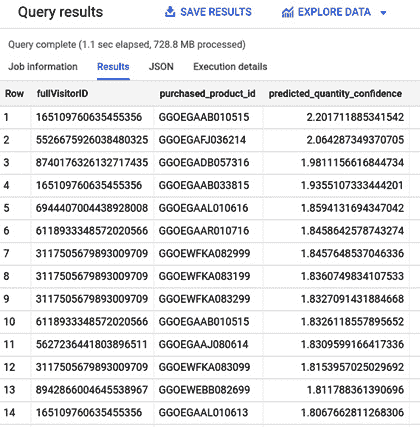 Query results SAVE RESULTS EXPLORE DATA
Query complete (1.1 sec elapsed, 728.8 MB processed)
Job information Results JSON Execution details
Row fullVisitorID purchased_product_id predicted_quantity_confidence
1 165109760635455356 GGOEGAAB010515 2.201711885341542
2 5526675926038480325 GGOEGAFJ036214 2.064287349370705
3 8740176326132717435 GGOEGADB057316 1.9811156616844734
4 165109760635455356 GGOEGAAB033815 1.9355107333444201
5 6944407004438928008 GGOEGAAL010616 1.8594131694347042
6 6118933348572020566 GGOEGAAR010716 1.8458642578743274
7 3117505679893009709 GGOEWFKA082999 1.8457648537046336
8 3117505679893009709 GGOEWFKA083199 1.8360749834107533
9 3117505679893009709 GGOEWFKA083299 1.8327091431884668
10 6118933348572020566 GGOEGAAB010515 1.8326118557895652
11 5627236441803896511 GGOEGAAJ080614 1.8309599166417336
12 3117505679893009709 GGOEWFKA083099 1.8153957025029692
13 8942866004645538967 GGOEWEBB082699 1.811788361390696
14 165109760635455356 GGOEGAAL010613 1.8067662811268306